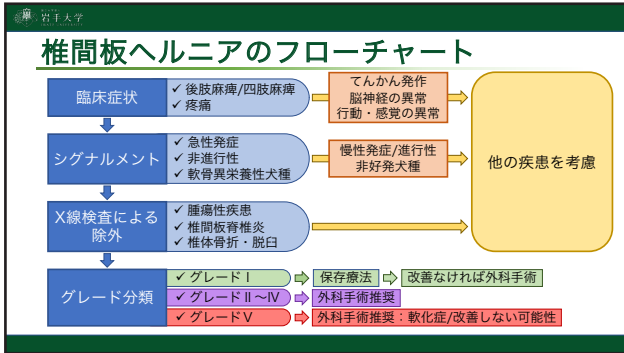 岩手大学
椎間板ヘルニアのフローチャート
臨床症状
✓ 後肢麻痺/四肢麻痺
✓ 疼痛
てんかん発作
脳神経の異常
行動・感覚の異常
他の疾患を考慮
シグナルメント
✓ 急性発症
✓ 非進行性
✓ 軟骨異栄養性犬種
慢性発症/進行性
非好発犬種
X線検査による
除外
✓ 腫瘍性疾患
✓ 椎間板脊椎炎
✓ 椎体骨折・脱臼
グレード分類
✓ グレードⅠ
保存療法
改善なければ外科手術
✓ グレードⅡ~Ⅳ
外科手術推奨
✓ グレードⅤ
外科手術推奨:軟化症/改善しない可能性